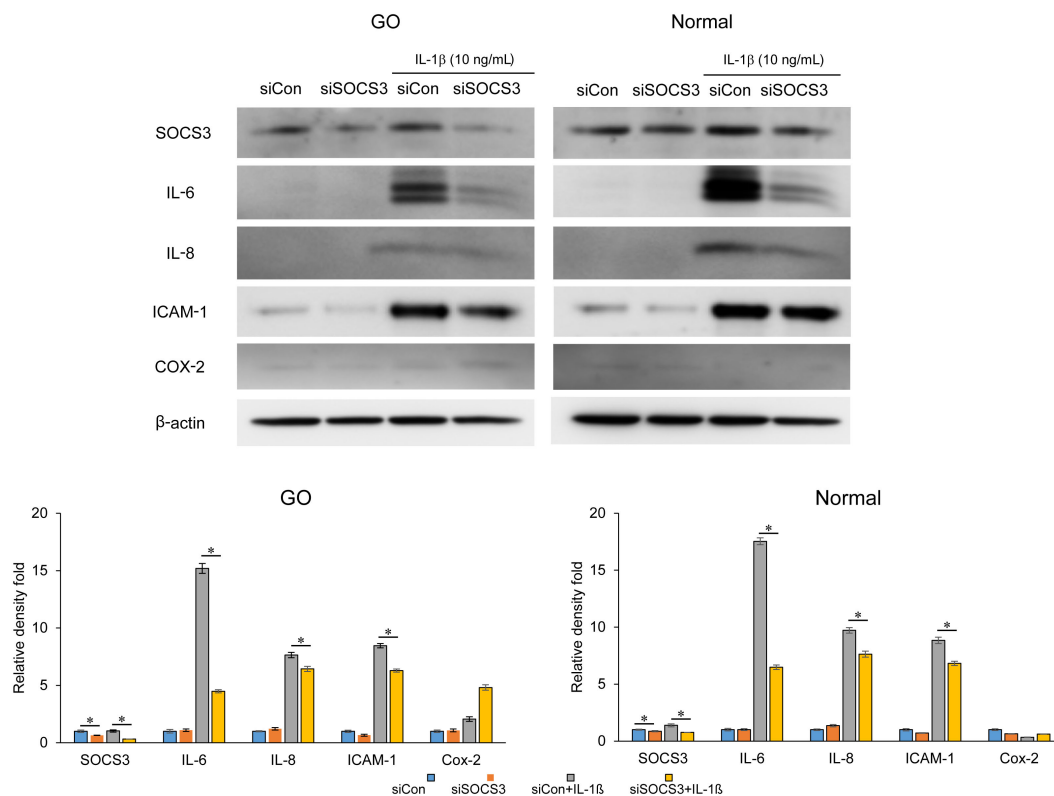 GO
Normal
IL-1β (10 ng/mL)
IL-1β (10 ng/mL)
siCon siSOCS3 siCon siSOCS3
siCon siSOCS3 siCon siSOCS3
SOCS3
IL-6
IL-8
ICAM-1
COX-2
β-actin
GO
Relative density fold
20
15
10
5
0
* * * * *
SOCS3 IL-6 IL-8 ICAM-1 Cox-2
Normal
Relative density fold
20
15
10
5
0
* * * * *
SOCS3 IL-6 IL-8 ICAM-1 Cox-2
siCon siSOCS3 siCon+IL-1ß siSOCS3+IL-1ß